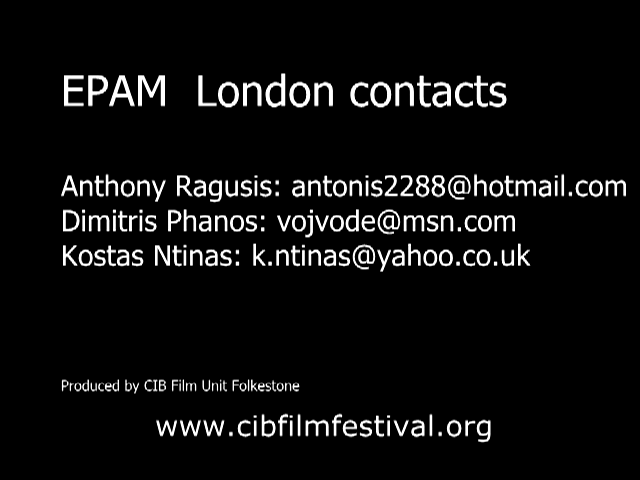 EPAM London contacts
Anthony Ragusis: antonis2288@hotmail.com
Dimitris Phanos: vojvode@msn.com
Kostas Ntinas: k.ntinas@yahoo.co.uk
Produced by CIB Film Unit Folkestone
www.cibfilmfestival.org